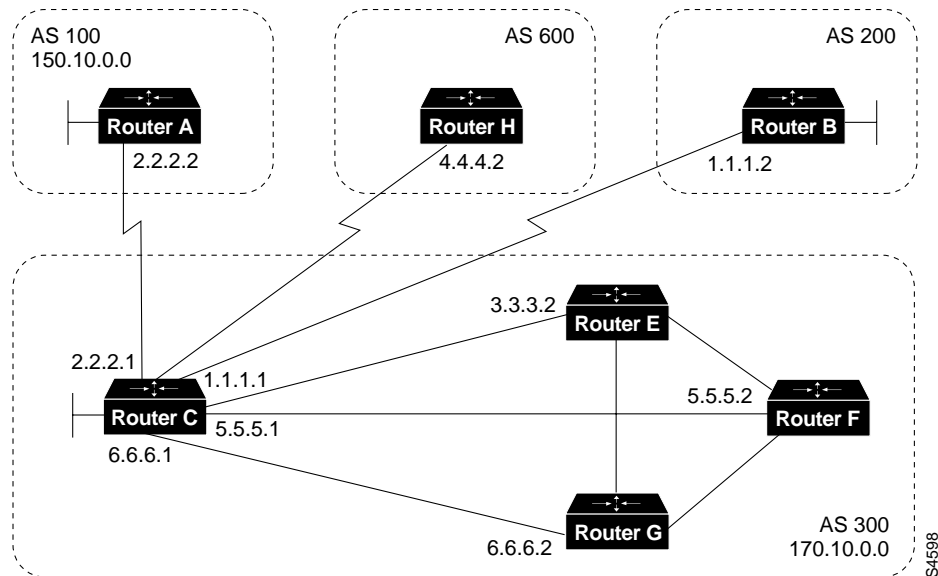 AS 100
150.10.0.0
AS 600
AS 200
Router A
Router H
Router B
2.2.2.2
4.4.4.2
1.1.1.2
3.3.3.2
Router E
2.2.2.1
1.1.1.1
5.5.5.2
Router C
5.5.5.1
Router F
6.6.6.1
Router G
6.6.6.2
AS 300
170.10.0.0
S4598